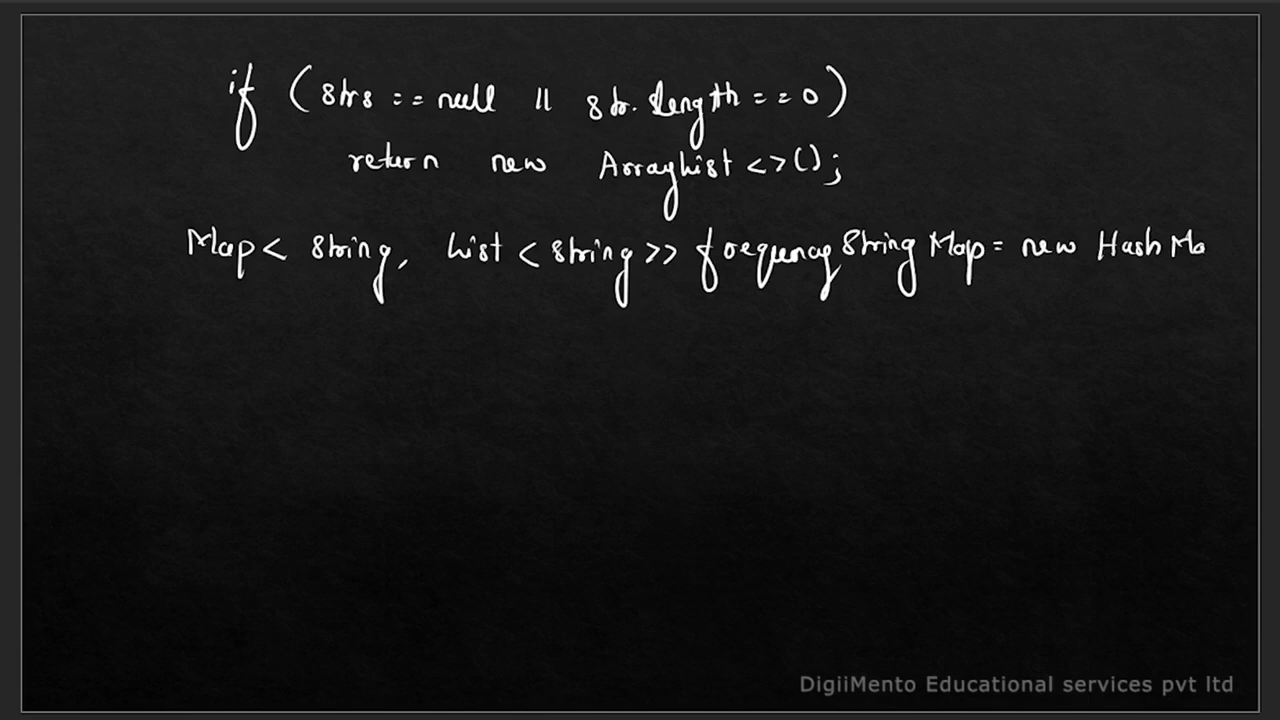 if (strs == null || str.length == 0)
return new ArrayList <>();
Map < String, List < String >> frequencyStringMap = new HashMa
DigiiMento Educational services pvt ltd